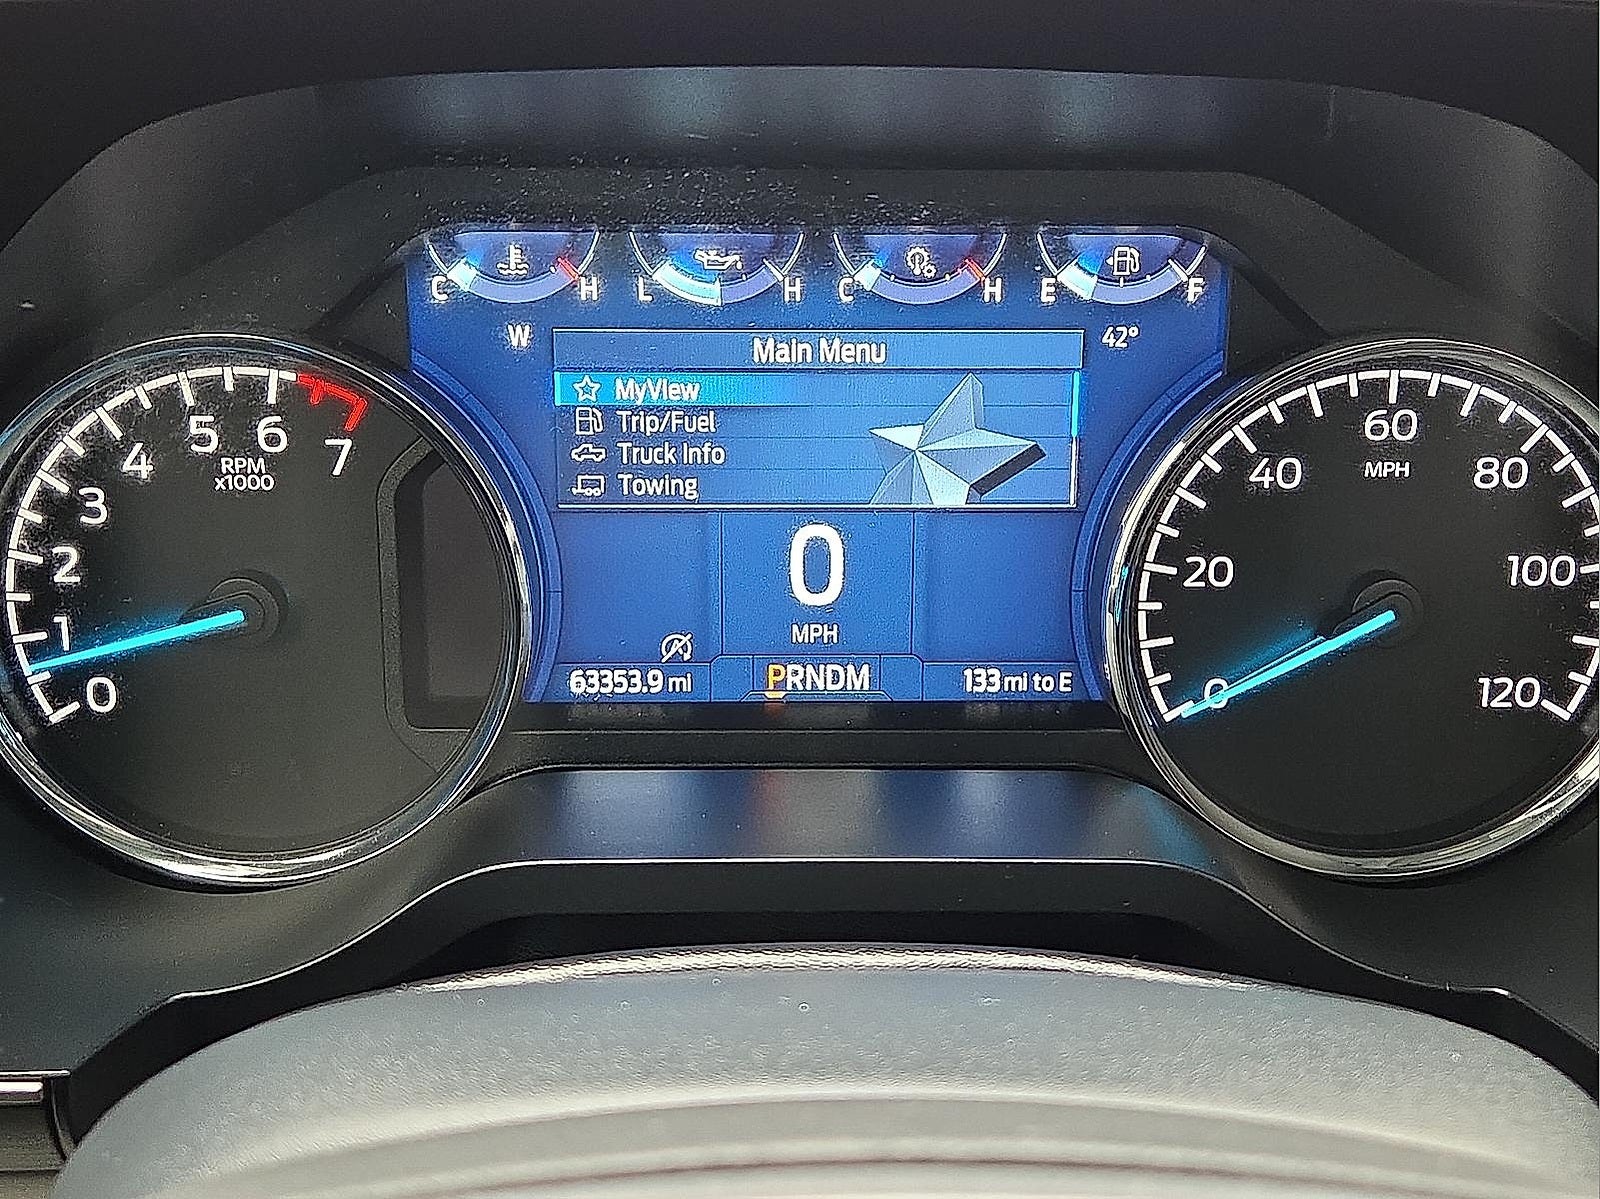 C H L H C H E F
W 42°
Main Menu
MyView
Trip/Fuel
Truck Info
Towing
0
MPH
63353.9 mi
PRNDM
133 mi to E
0 1 2 3 4 5 6 7
RPM
x1000
0 20 40 60 80 100 120
MPH